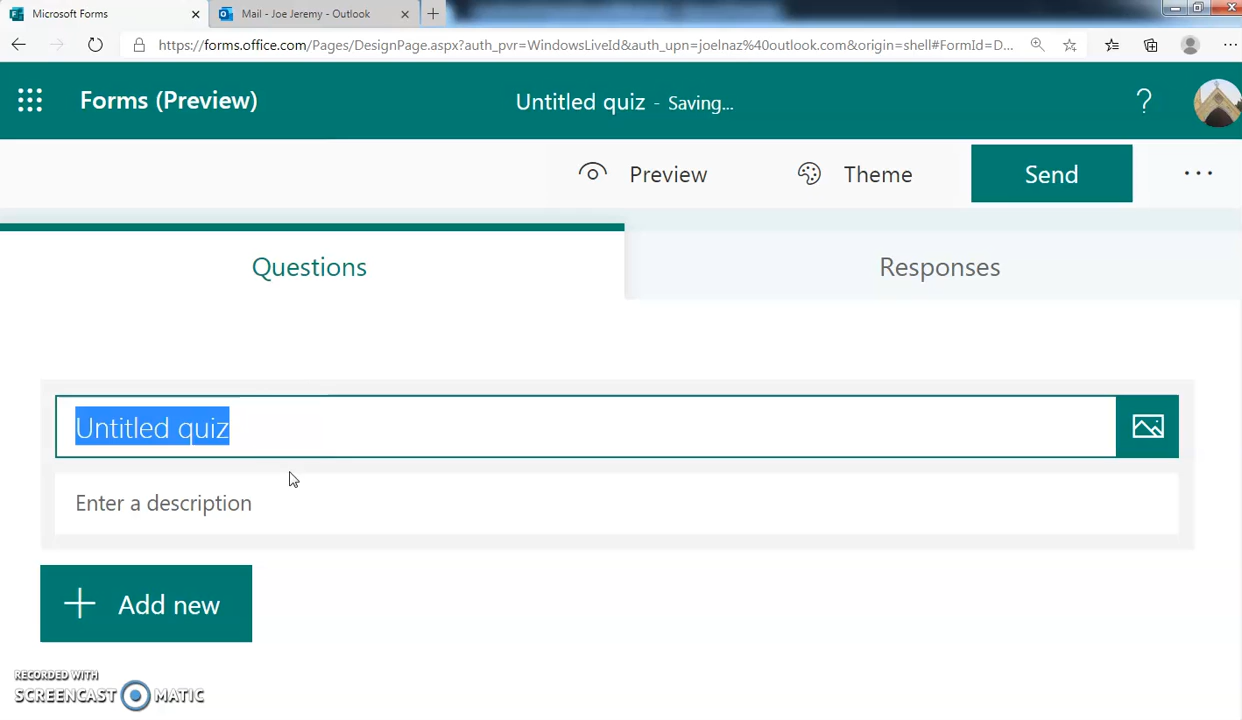 Microsoft Forms
Mail - Joe Jeremy - Outlook
https://forms.office.com/Pages/DesignPage.aspx?auth_pvr=WindowsLiveId&auth_upn=joelnaz%40outlook.com&origin=shell#FormId=D...
Forms (Preview)
Untitled quiz - Saving...
?
Preview
Theme
Send
...
Questions
Responses
Untitled quiz
Enter a description
Add new
RECORDED WITH
SCREENCAST MATIC